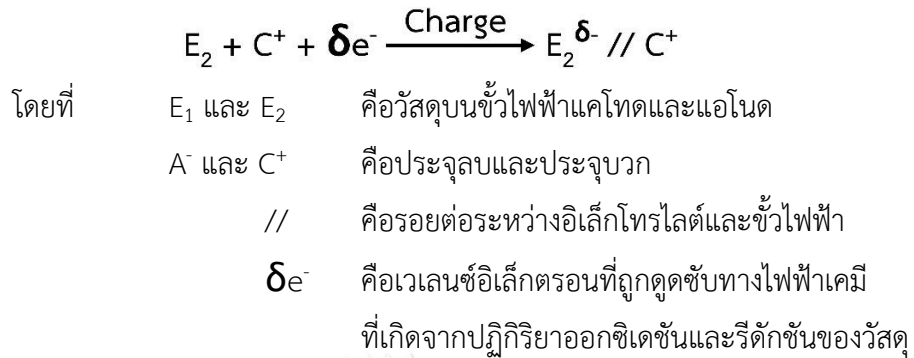 Charge
E₂ + C⁺ + δe⁻ ⟶ E₂^δ⁻ // C⁺
โดยที่ E₁ และ E₂ คือวัสดุบนขั้วไฟฟ้าแคโทดและแอโนด
A⁻ และ C⁺ คือประจุลบและประจุบวก
// คือรอยต่อระหว่างอิเล็กโทรไลต์และขั้วไฟฟ้า
δe⁻ คือเวเลนซ์อิเล็กตรอนที่ถูกดูดซับทางไฟฟ้าเคมี
ที่เกิดจากปฏิกิริยาออกซิเดชันและรีดักชันของวัสดุ